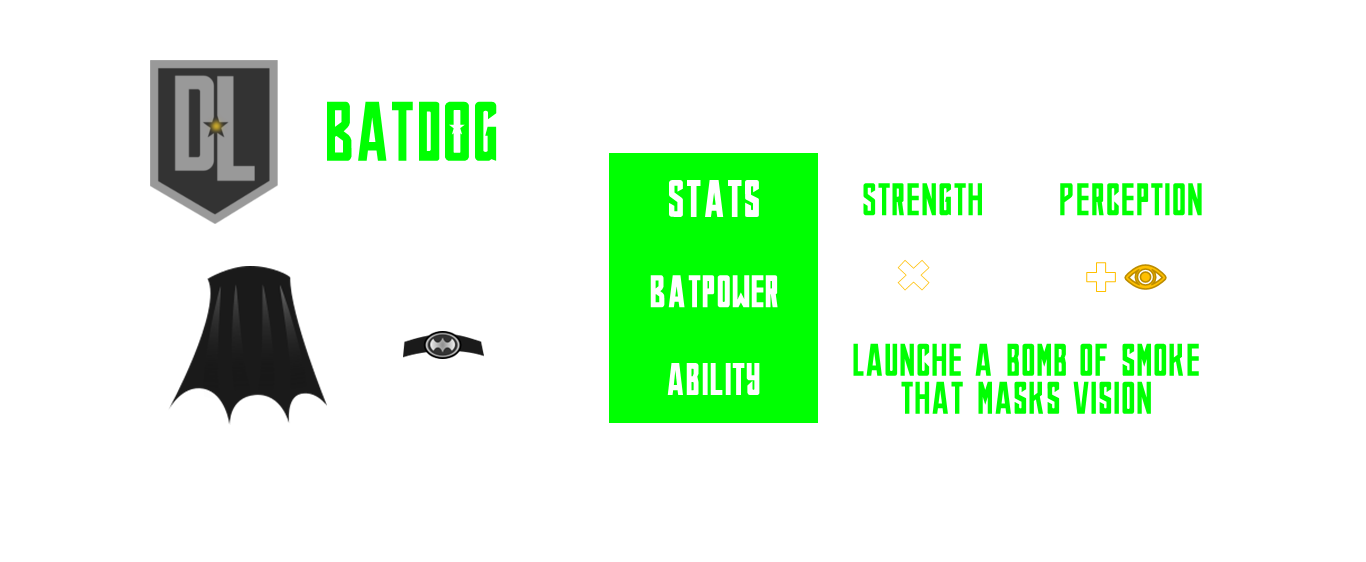 DL
BATDOG
STATS
STRENGTH
PERCEPTION
BATPOWER
ABILITY
LAUNCHE A BOMB OF SMOKE
THAT MASKS VISION